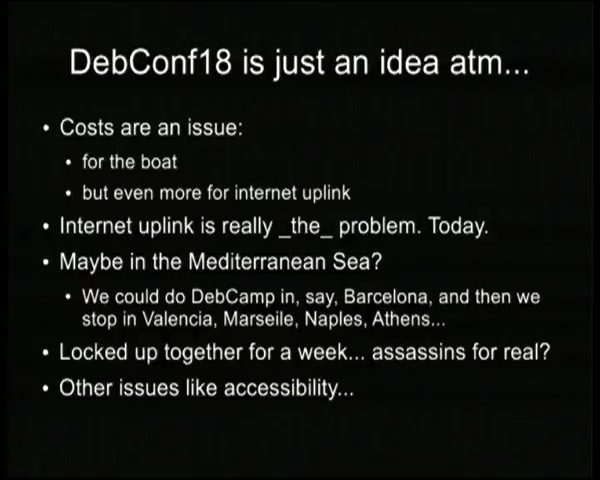 DebConf18 is just an idea atm...
• Costs are an issue:
• for the boat
• but even more for internet uplink
• Internet uplink is really _the_ problem. Today.
• Maybe in the Mediterranean Sea?
• We could do DebCamp in, say, Barcelona, and then we
stop in Valencia, Marseile, Naples, Athens...
• Locked up together for a week... assassins for real?
• Other issues like accessibility...